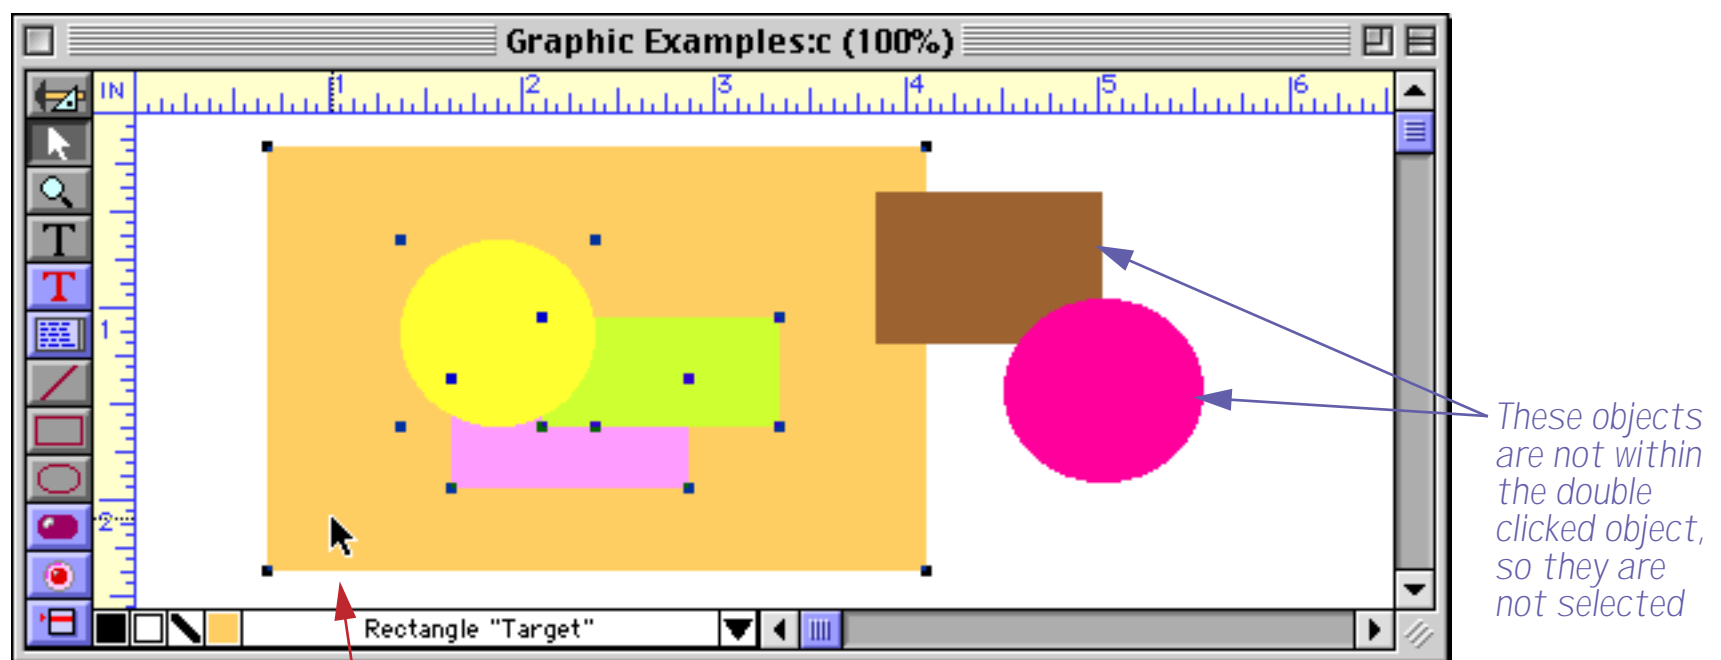 Graphic Examples:c (100%)
IN 1 2 3 4 5 6
T
T
1
2
Rectangle "Target"
These objects
are not within
the double
clicked object,
so they are
not selected